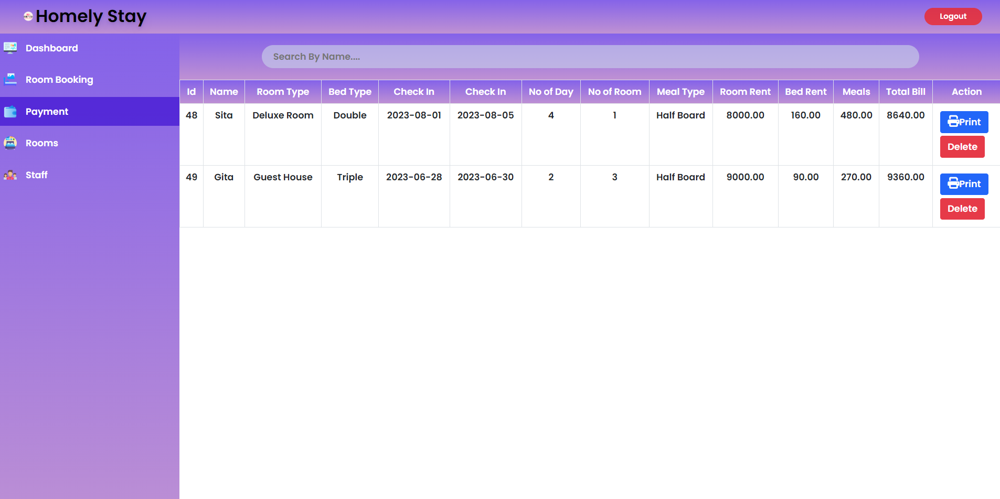 Homely Stay
Logout
Dashboard
Room Booking
Payment
Rooms
Staff
Search By Name....
Id Name Room Type Bed Type Check In Check In No of Day No of Room Meal Type Room Rent Bed Rent Meals Total Bill Action
48 Sita Deluxe Room Double 2023-08-01 2023-08-05 4 1 Half Board 8000.00 160.00 480.00 8640.00 Print
Delete
49 Gita Guest House Triple 2023-06-28 2023-06-30 2 3 Half Board 9000.00 90.00 270.00 9360.00 Print
Delete